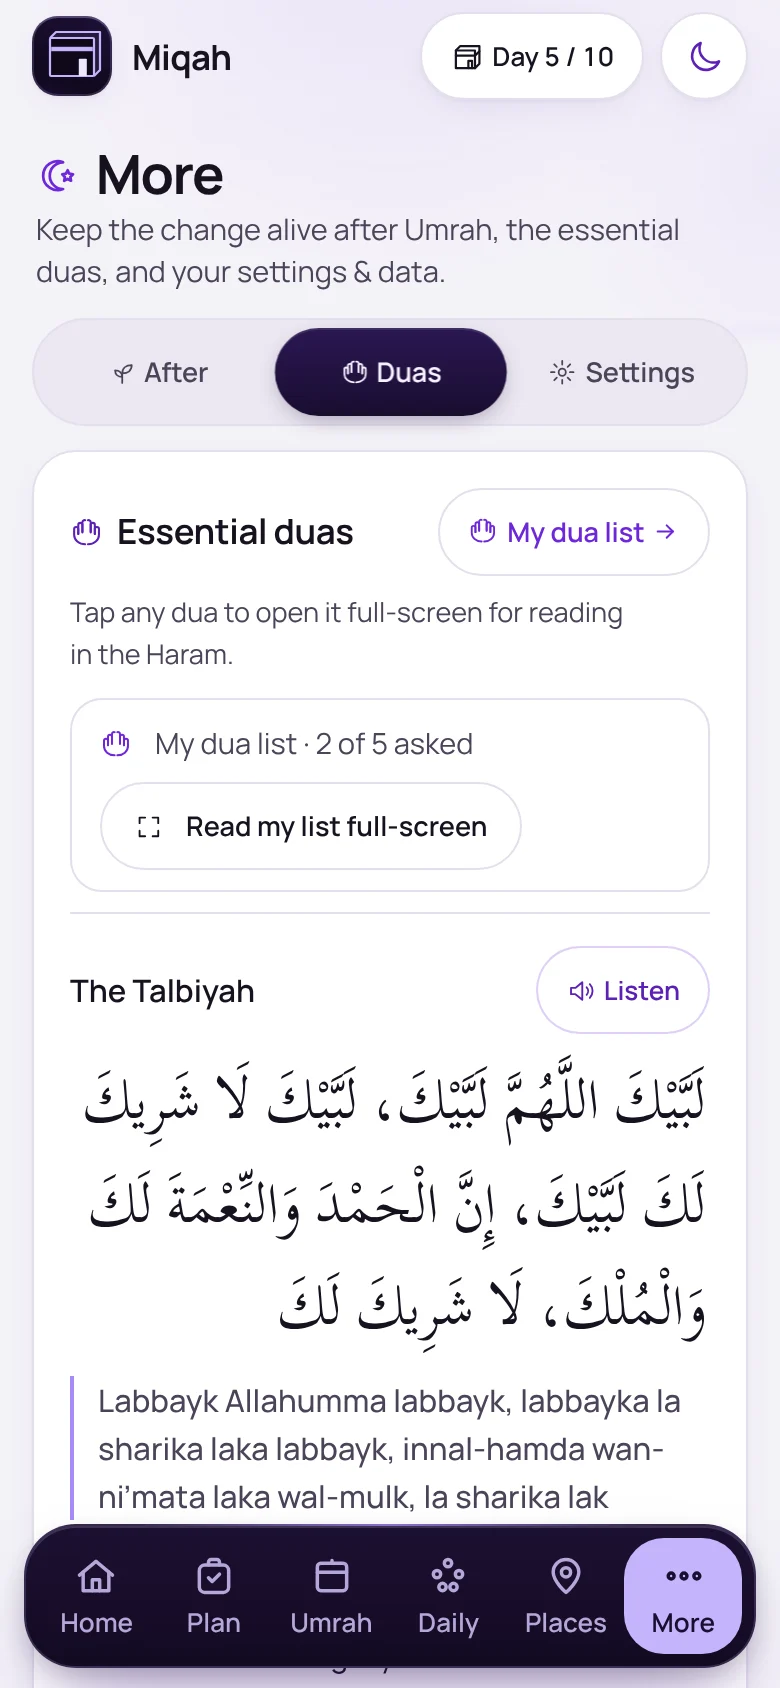 Miqah
Day 5 / 10
More
Keep the change alive after Umrah, the essential
duas, and your settings & data.
After
Duas
Settings
Essential duas
My dua list →
Tap any dua to open it full-screen for reading
in the Haram.
My dua list · 2 of 5 asked
Read my list full-screen
The Talbiyah
Listen
لَبَّيْكَ اللَّهُمَّ لَبَّيْكَ، لَبَّيْكَ لَا شَرِيكَ
لَكَ لَبَّيْكَ، إِنَّ الْحَمْدَ وَالنِّعْمَةَ لَكَ
وَالْمُلْكَ، لَا شَرِيكَ لَكَ
Labbayk Allahumma labbayk, labbayka la
sharika laka labbayk, innal-hamda wan-
ni’mata laka wal-mulk, la sharika lak
Home
Plan
Umrah
Daily
Places
More